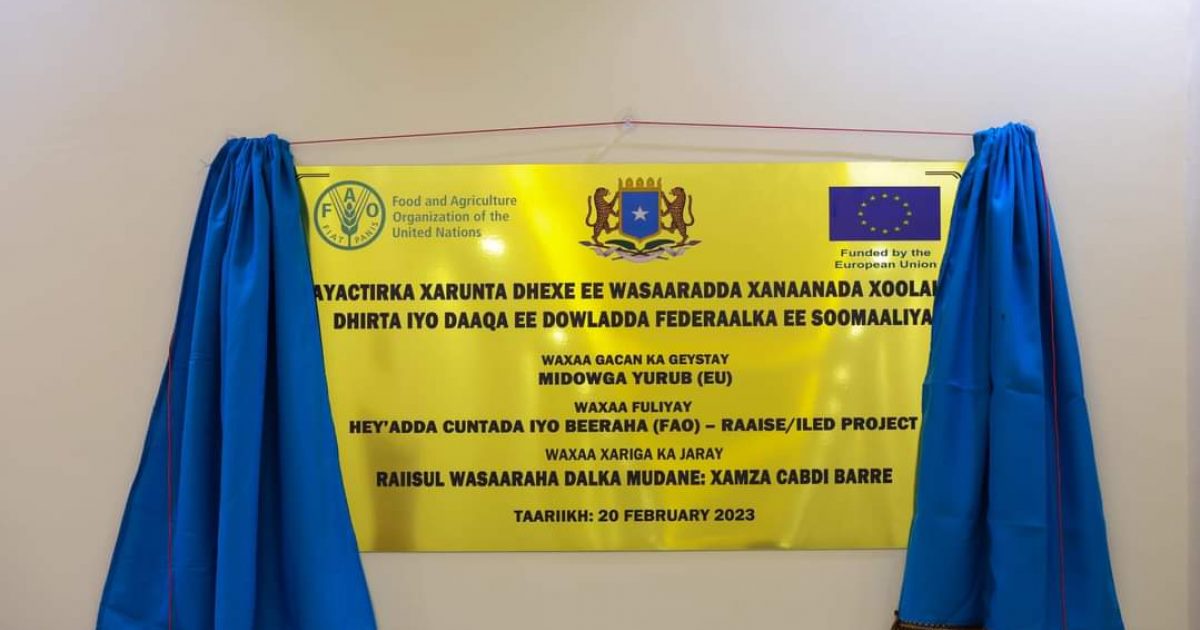 FAO
FIAT PANIS
Food and Agriculture
Organization of the
United Nations
Funded by the
European Union
XARUNTA DHEXE EE WASAARADDA XANAANADA
DHIRTA IYO DAAQA EE DOWLADDA FEDERAALKA EE SOOMAALIYA
WAXAA GACAN KA GEYSTAY
MIDOWGA YURUB (EU)
WAXAA FULIYAY
HEY'ADDA CUNTADA IYO BEERAHA (FAO) – RAAISE/ILED PROJECT
WAXAA XARIGA KA JARAY
RAIISUL WASAARAHA DALKA MUDANE: XAMZA CABDI BARRE
TAARIIKH: 20 FEBRUARY 2023